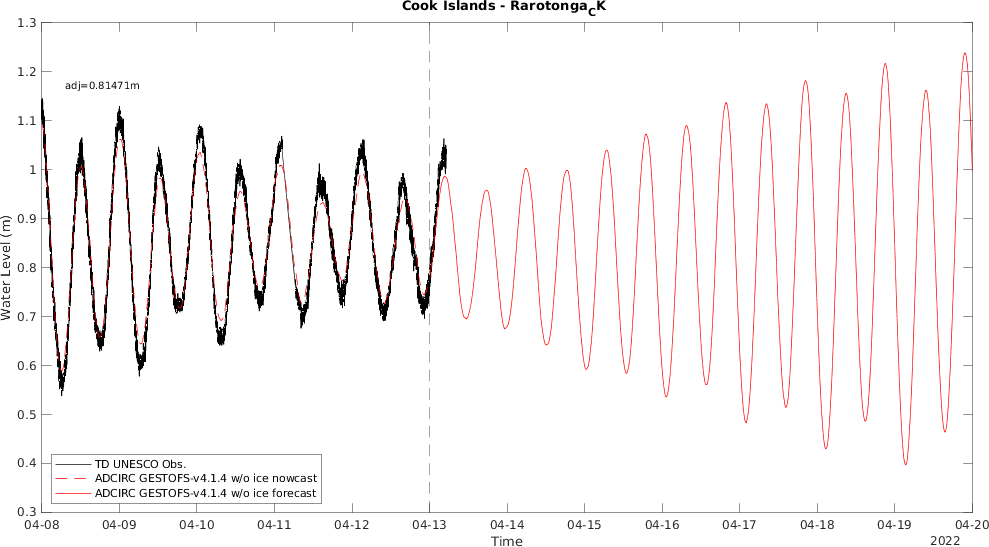 Cook Islands - Rarotonga_CK
adj=0.81471m
Water Level (m)
1.3
1.2
1.1
1
0.9
0.8
0.7
0.6
0.5
0.4
0.3
TD UNESCO Obs.
ADCIRC GESTOFS-v4.1.4 w/o ice nowcast
ADCIRC GESTOFS-v4.1.4 w/o ice forecast
04-08 04-09 04-10 04-11 04-12 04-13 04-14 04-15 04-16 04-17 04-18 04-19 04-20
Time
2022